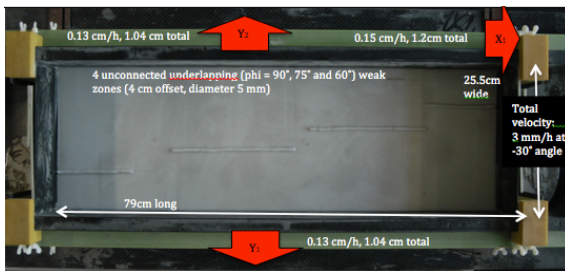 0.13 cm/h, 1.04 cm total
Y2
0.15 cm/h, 1.2cm total
X1
4 unconnected underlapping (phi = 90˚, 75˚ and 60˚) weak
zones (4 cm offset, diameter 5 mm)
25.5cm
wide
Total
velocity:
3 mm/h at
-30˚ angle
79cm long
Y1
0.13 cm/h, 1.04 cm total